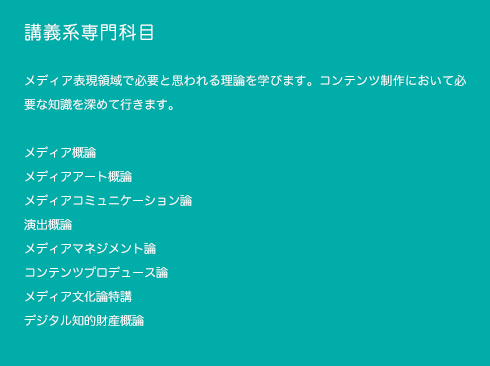 講義系専門科目
メディア表現領域で必要と思われる理論を学びます。コンテンツ制作において必
要な知識を深めて行きます。
メディア概論
メディアアート概論
メディアコミュニケーション論
演出概論
メディアマネジメント論
コンテンツプロデュース論
メディア文化論特講
デジタル知的財産概論